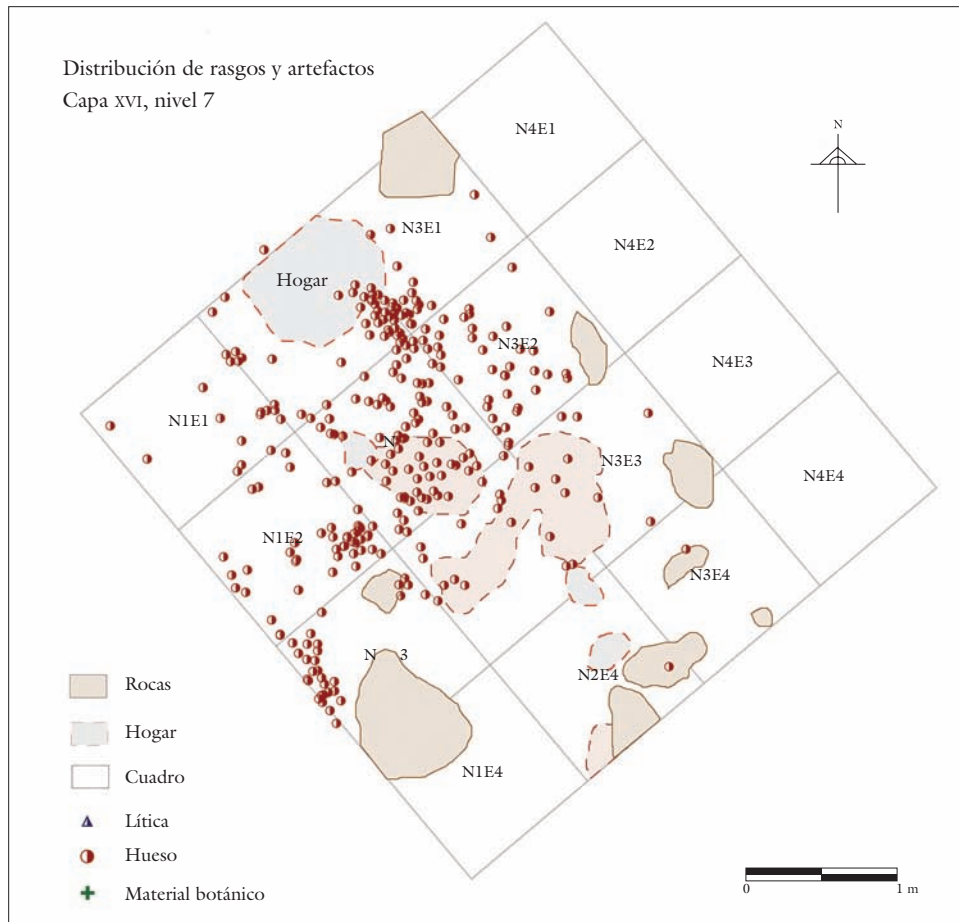 Distribución de rasgos y artefactos
Capa XVI, nivel 7
N
N4E1
N3E1
N4E2
Hogar
N3E2
N4E3
N1E1
N
N3E3
N4E4
N1E2
N3E4
N 3
N2E4
N1E4
Rocas
Hogar
Cuadro
Lítica
Hueso
Material botánico
0 1 m